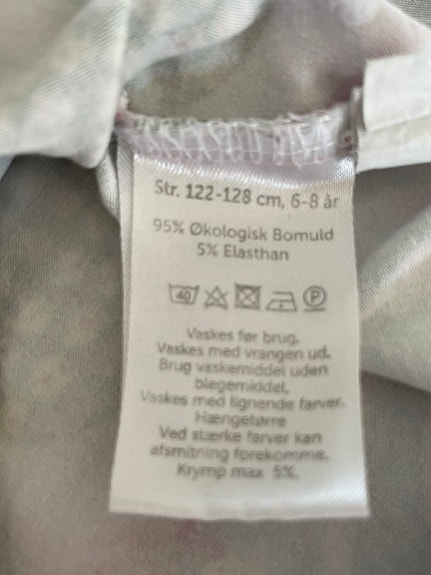 Str. 122-128 cm, 6-8 år
95% Økologisk Bomuld
5% Elasthan
40 P
Vaskes før brug.
Vaskes med vrangen ud.
Brug vaskemiddel uden
blegemiddel.
Vaskes med lignende farver.
Hængetørre
Ved stærke farver kan
afsmitning forekomme.
Krymp max 5%.